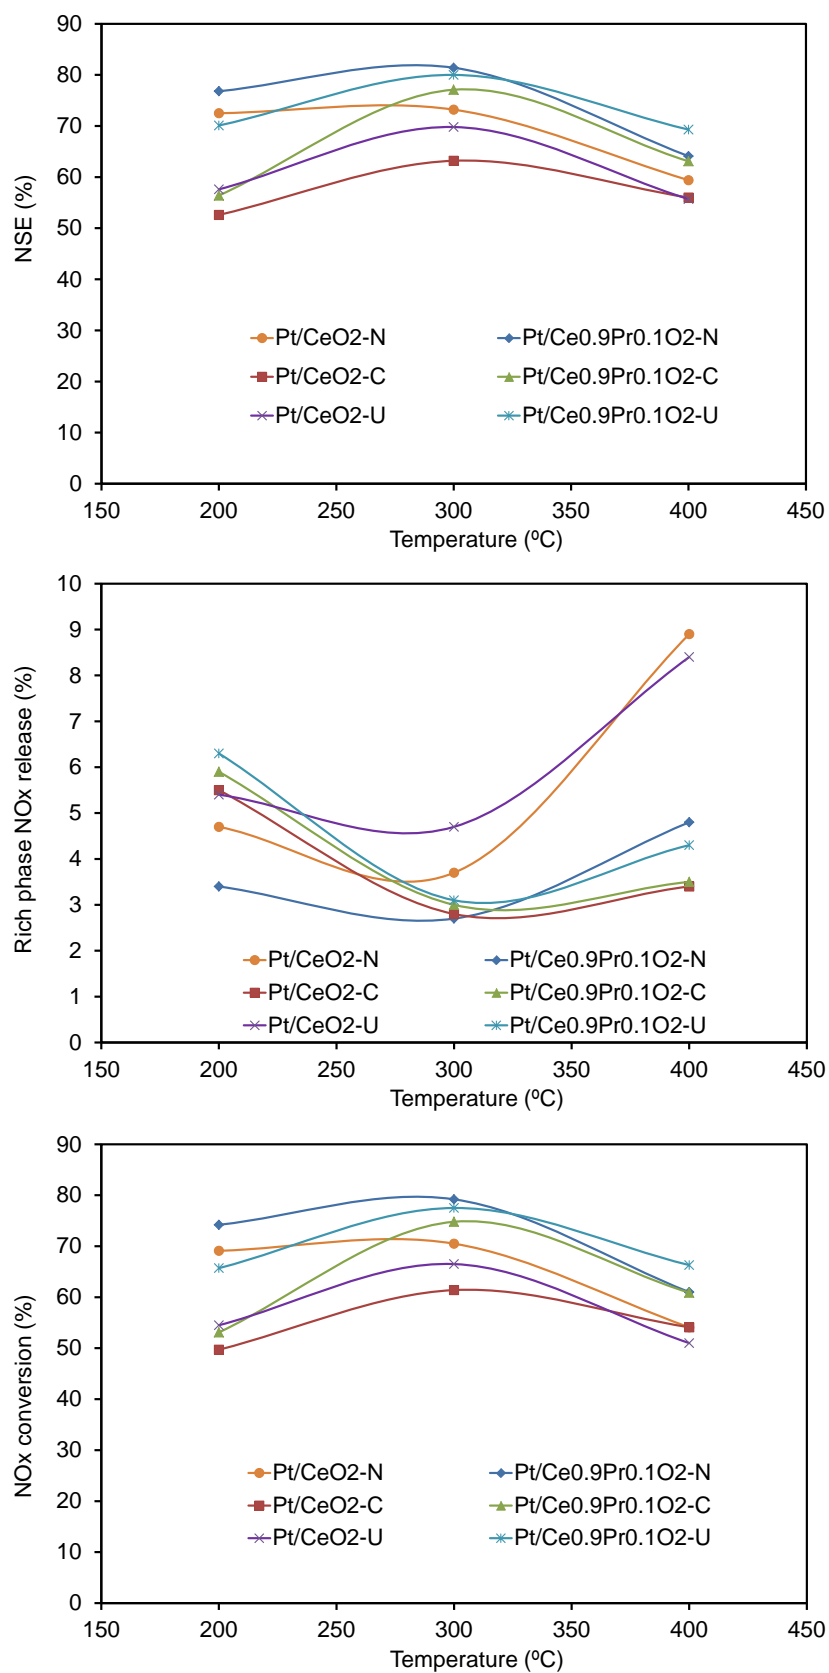 90
80
70
60
50
40
30
20
10
0
NSE (%)
Pt/CeO2-N Pt/Ce0.9Pr0.1O2-N
Pt/CeO2-C Pt/Ce0.9Pr0.1O2-C
Pt/CeO2-U Pt/Ce0.9Pr0.1O2-U
150 200 250 300 350 400 450
Temperature (ºC)
10
9
8
7
6
5
4
3
2
1
0
Rich phase NOx release (%)
Pt/CeO2-N Pt/Ce0.9Pr0.1O2-N
Pt/CeO2-C Pt/Ce0.9Pr0.1O2-C
Pt/CeO2-U Pt/Ce0.9Pr0.1O2-U
150 200 250 300 350 400 450
Temperature (ºC)
90
80
70
60
50
40
30
20
10
0
NOx conversion (%)
Pt/CeO2-N Pt/Ce0.9Pr0.1O2-N
Pt/CeO2-C Pt/Ce0.9Pr0.1O2-C
Pt/CeO2-U Pt/Ce0.9Pr0.1O2-U
150 200 250 300 350 400 450
Temperature (ºC)